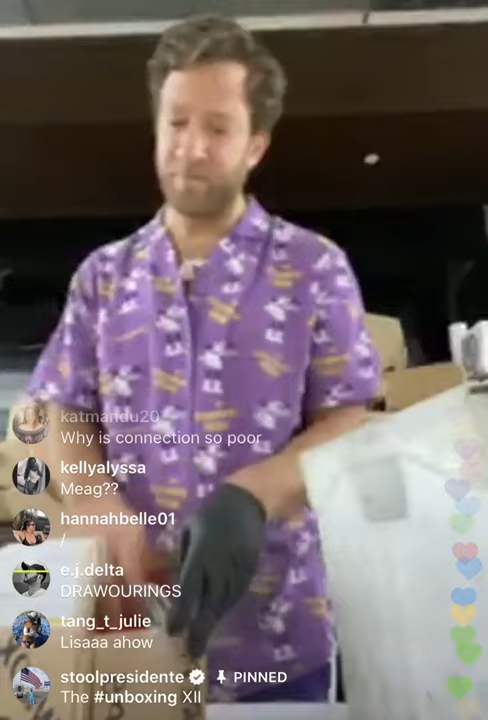 katmandu20
Why is connection so poor
kellyalyssa
Meag??
hannahbelle01
/
e.j.delta
DRAWOURINGS
tang_t_julie
Lisaaa ahow
stoolpresidente PINNED
The #unboxing XII